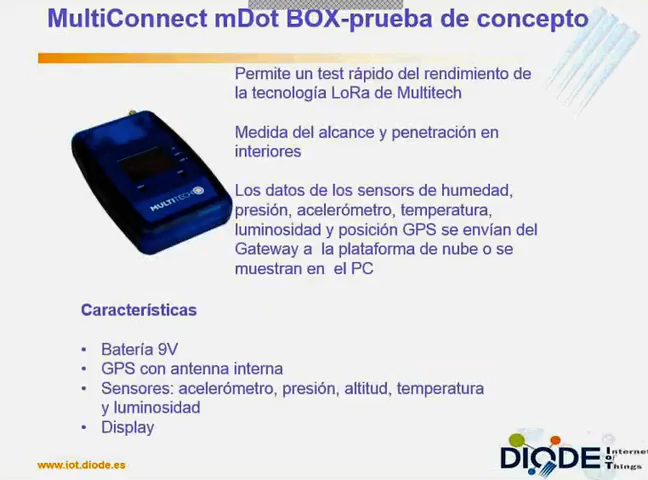 MultiConnect mDot BOX-prueba de concepto
Permite un test rápido del rendimiento de
la tecnología LoRa de Multitech
Medida del alcance y penetración en
interiores
Los datos de los sensors de humedad,
presión, acelerómetro, temperatura,
luminosidad y posición GPS se envían del
Gateway a la plataforma de nube o se
muestran en el PC
MULTITECH
Características
• Batería 9V
• GPS con antenna interna
• Sensores: acelerómetro, presión, altitud, temperatura
y luminosidad
• Display
www.iot.diode.es
DIODE
Internet
of
Things